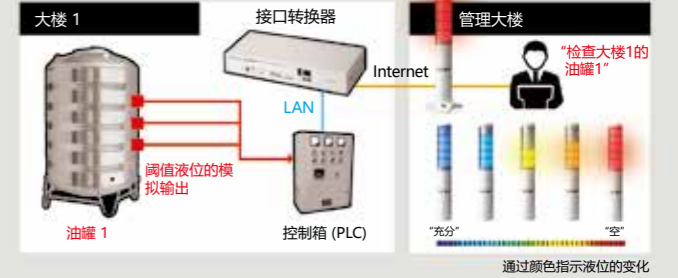 大楼 1
接口转换器
管理大楼
“检查大楼1的
油罐1”
Internet
LAN
阈值液位的模
拟输出
油罐 1
控制箱 (PLC)
“充分”
“空”
通过颜色指示液位的变化